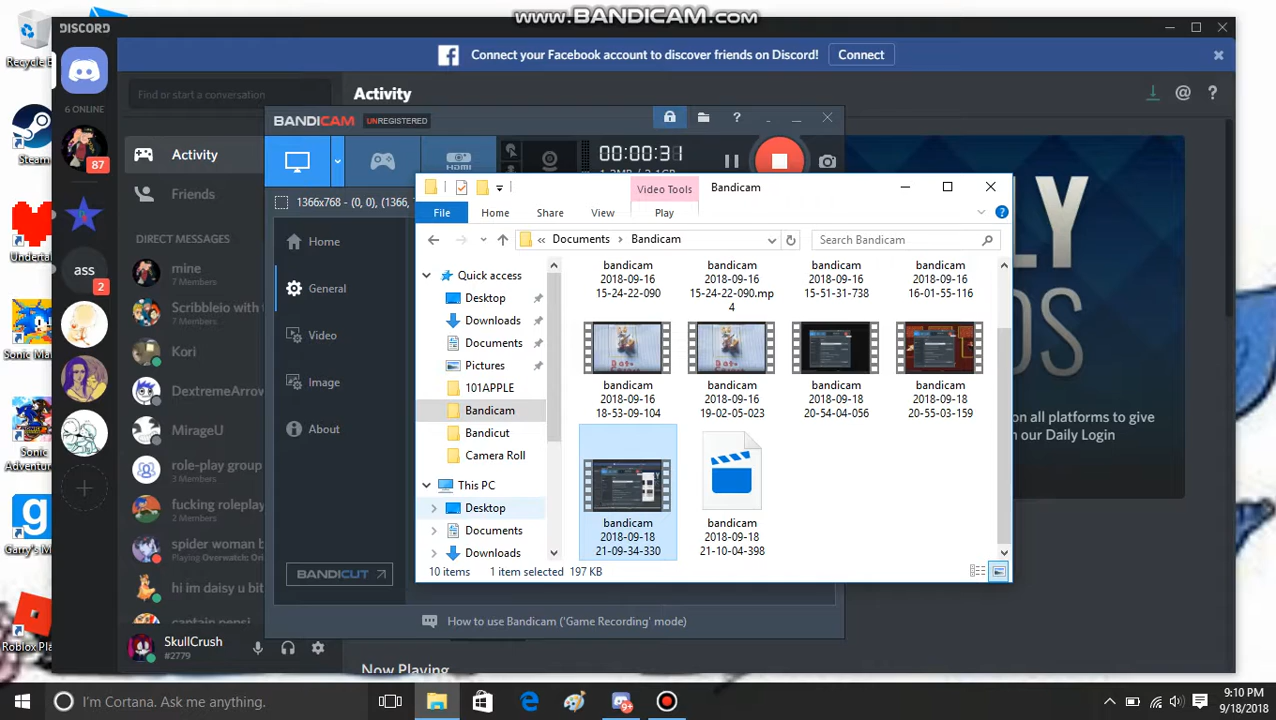 www.BANDICAM.com
DISCORD
Recycle B
Connect your Facebook account to discover friends on Discord! Connect
Find or start a conversation
Activity
6 ONLINE
BANDICAM UNREGISTERED
Steam
87
Activity
HDMI
00:00:31
Friends
1366x768 - (0, 0), (1366,
Video Tools
Bandicam
File Home Share View Play
DIRECT MESSAGES
Home
« Documents Bandicam
Search Bandicam
Undert
ass
2
mine
7 Members
General
Quick access
Desktop
Downloads
Documents
Pictures
101APPLE
Bandicam
Bandicut
Camera Roll
This PC
Desktop
Documents
Downloads
bandicam
2018-09-16
15-24-22-090
bandicam
2018-09-16
15-24-22-090.mp
4
bandicam
2018-09-16
15-51-31-738
bandicam
2018-09-16
16-01-55-116
bandicam
2018-09-16
18-53-09-104
bandicam
2018-09-16
19-02-05-023
bandicam
2018-09-18
20-54-04-056
bandicam
2018-09-18
20-55-03-159
bandicam
2018-09-18
21-09-34-330
bandicam
2018-09-18
21-10-04-398
Scribbleio with t
7 Members
Video
Kori
Sonic Ma
Image
DextremeArrow
MirageU
About
Sonic
Adventu
role-play group
3 Members
fucking roleplay
2 Members
spider woman b
Playing Overwatch: Ori
Garry's M
hi im daisy u bit
BANDICUT
on all platforms to give
our Daily Login
10 items 1 item selected 197 KB
Roblox Pl
SkullCrush
#2779
How to use Bandicam ('Game Recording' mode)
Now Playing
I'm Cortana. Ask me anything.
9+
9:10 PM
9/18/2018